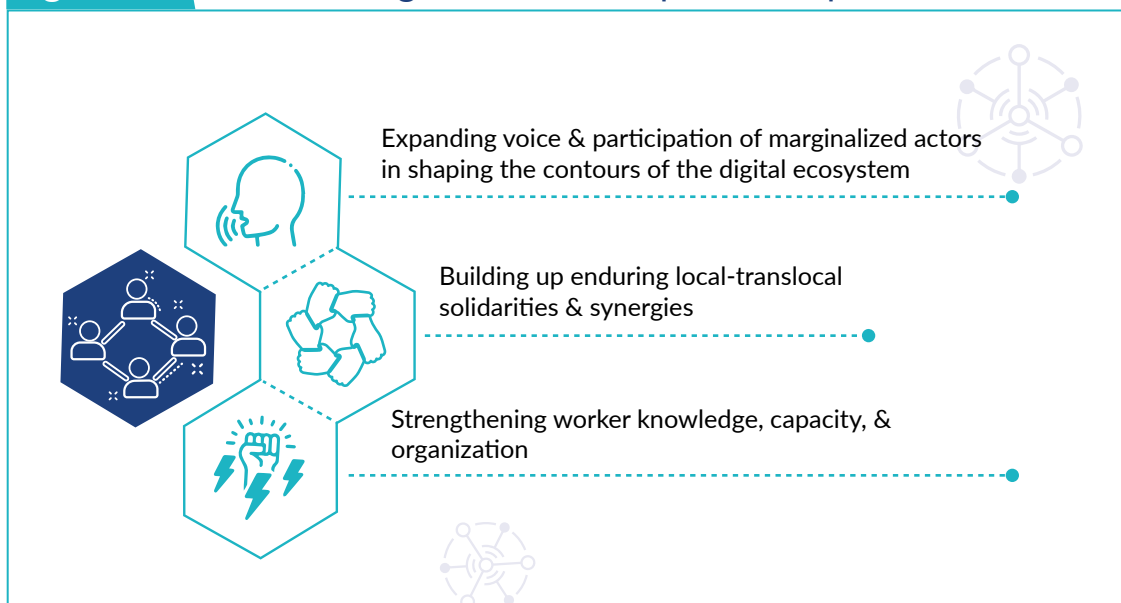 Expanding voice & participation of marginalized actors
in shaping the contours of the digital ecosystem
Building up enduring local-translocal
solidarities & synergies
Strengthening worker knowledge, capacity, &
organization